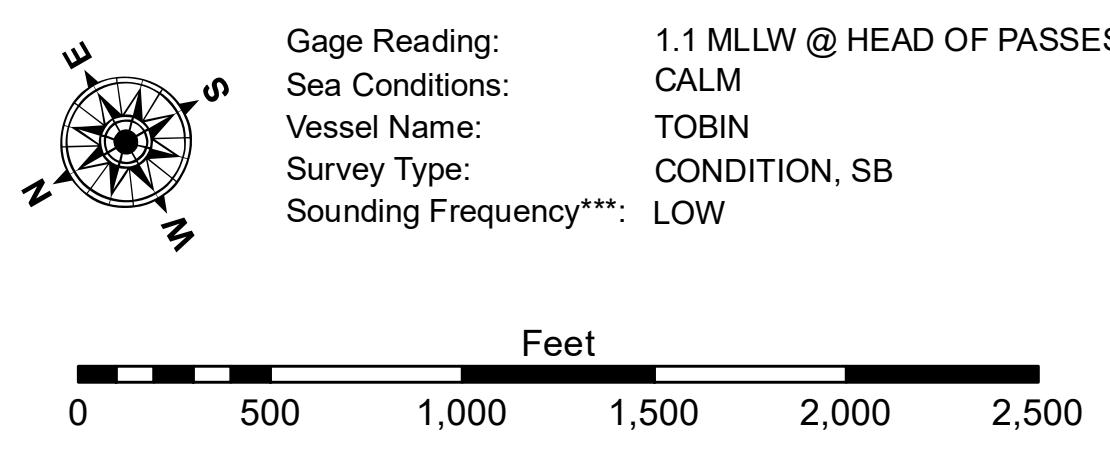 E
S
N
W
Gage Reading: 1.1 MLLW @ HEAD OF PASSES
Sea Conditions: CALM
Vessel Name: TOBIN
Survey Type: CONDITION, SB
Sounding Frequency***: LOW
Feet
0 500 1,000 1,500 2,000 2,500